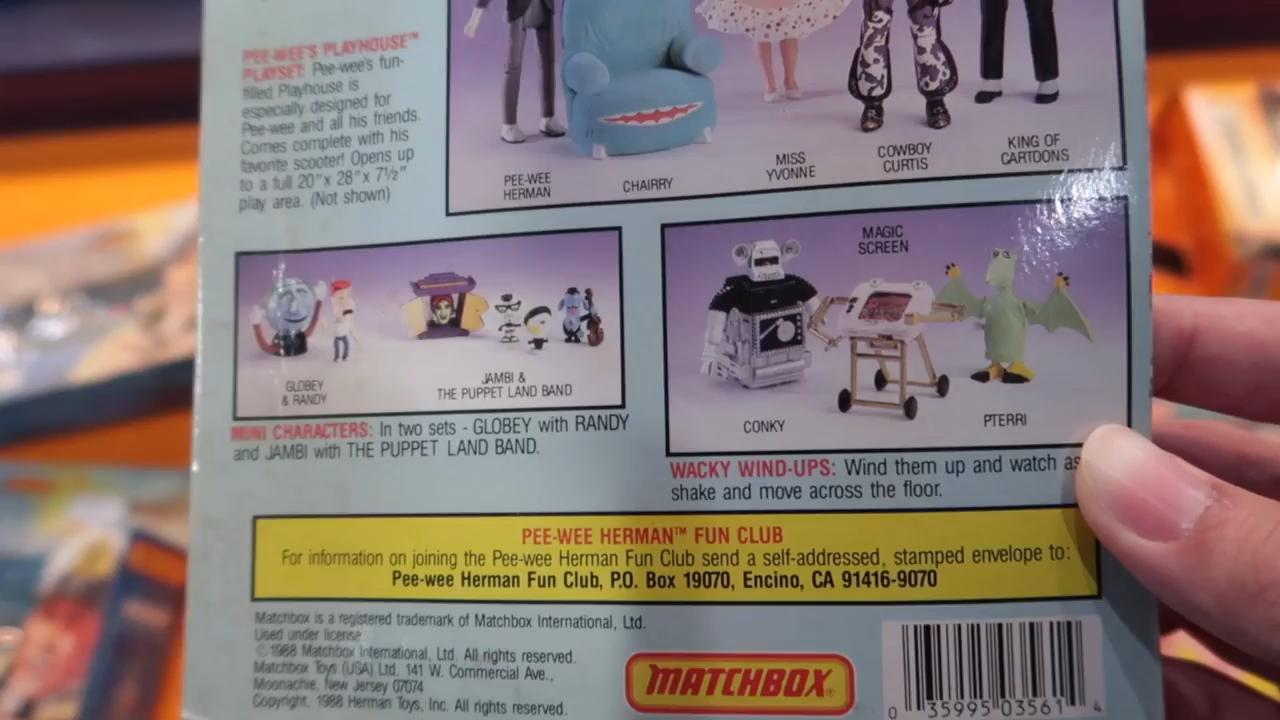 PEE-WEE'S PLAYHOUSE™
PLAYSET: Pee-wee's fun-
filled Playhouse is
especially designed for
Pee-wee and all his friends.
Comes complete with his
favorite scooter! Opens up
to a full 20" x 28" x 7½"
play area. (Not shown)
PEE-WEE
HERMAN
CHAIRRY
MISS
YVONNE
COWBOY
CURTIS
KING OF
CARTOONS
GLOBEY
& RANDY
JAMBI &
THE PUPPET LAND BAND
MINI CHARACTERS: In two sets - GLOBEY with RANDY
and JAMBI with THE PUPPET LAND BAND.
MAGIC
SCREEN
CONKY
PTERRI
WACKY WIND-UPS: Wind them up and watch as
shake and move across the floor.
PEE-WEE HERMAN™ FUN CLUB
For information on joining the Pee-wee Herman Fun Club send a self-addressed, stamped envelope to:
Pee-wee Herman Fun Club, P.O. Box 19070, Encino, CA 91416-9070
Matchbox is a registered trademark of Matchbox International, Ltd.
Used under license
©1988 Matchbox International, Ltd. All rights reserved.
Matchbox Toys (USA) Ltd. 141 W. Commercial Ave.,
Moonachie, New Jersey 07074
Copyright, 1988 Herman Toys, Inc. All rights reserved.
MATCHBOX®
0 35995 03561 4